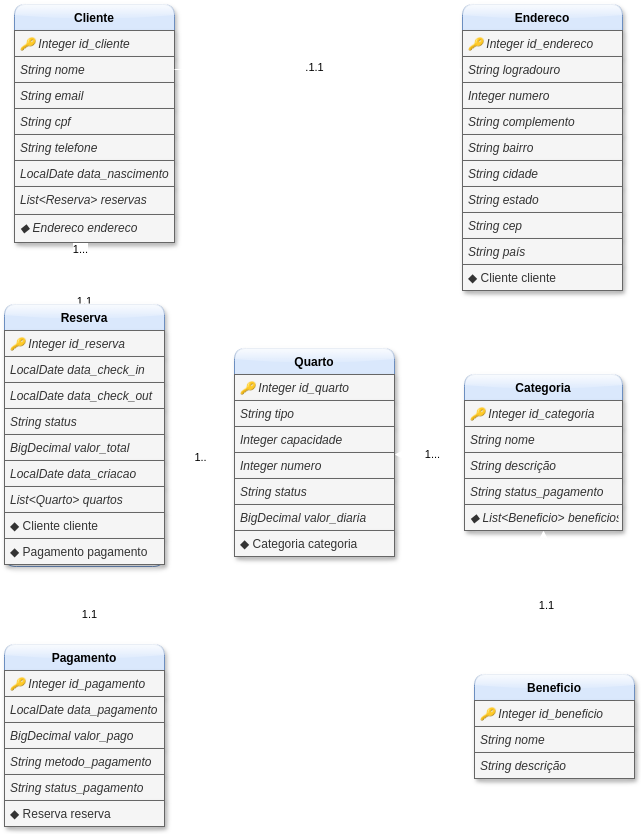 Cliente
🔑 Integer id_cliente
String nome
String email
String cpf
String telefone
LocalDate data_nascimento
List<Reserva> reservas
◆ Endereco endereco
.1.1
Endereco
🔑 Integer id_endereco
String logradouro
Integer numero
String complemento
String bairro
String cidade
String estado
String cep
String país
◆ Cliente cliente
1...
1.1
Reserva
🔑 Integer id_reserva
LocalDate data_check_in
LocalDate data_check_out
String status
BigDecimal valor_total
LocalDate data_criacao
List<Quarto> quartos
◆ Cliente cliente
◆ Pagamento pagamento
1..
Quarto
🔑 Integer id_quarto
String tipo
Integer capacidade
Integer numero
String status
BigDecimal valor_diaria
◆ Categoria categoria
1...
Categoria
🔑 Integer id_categoria
String nome
String descrição
String status_pagamento
◆ List<Beneficio> beneficios
1.1
1.1
Pagamento
🔑 Integer id_pagamento
LocalDate data_pagamento
BigDecimal valor_pago
String metodo_pagamento
String status_pagamento
◆ Reserva reserva
Beneficio
🔑 Integer id_beneficio
String nome
String descrição